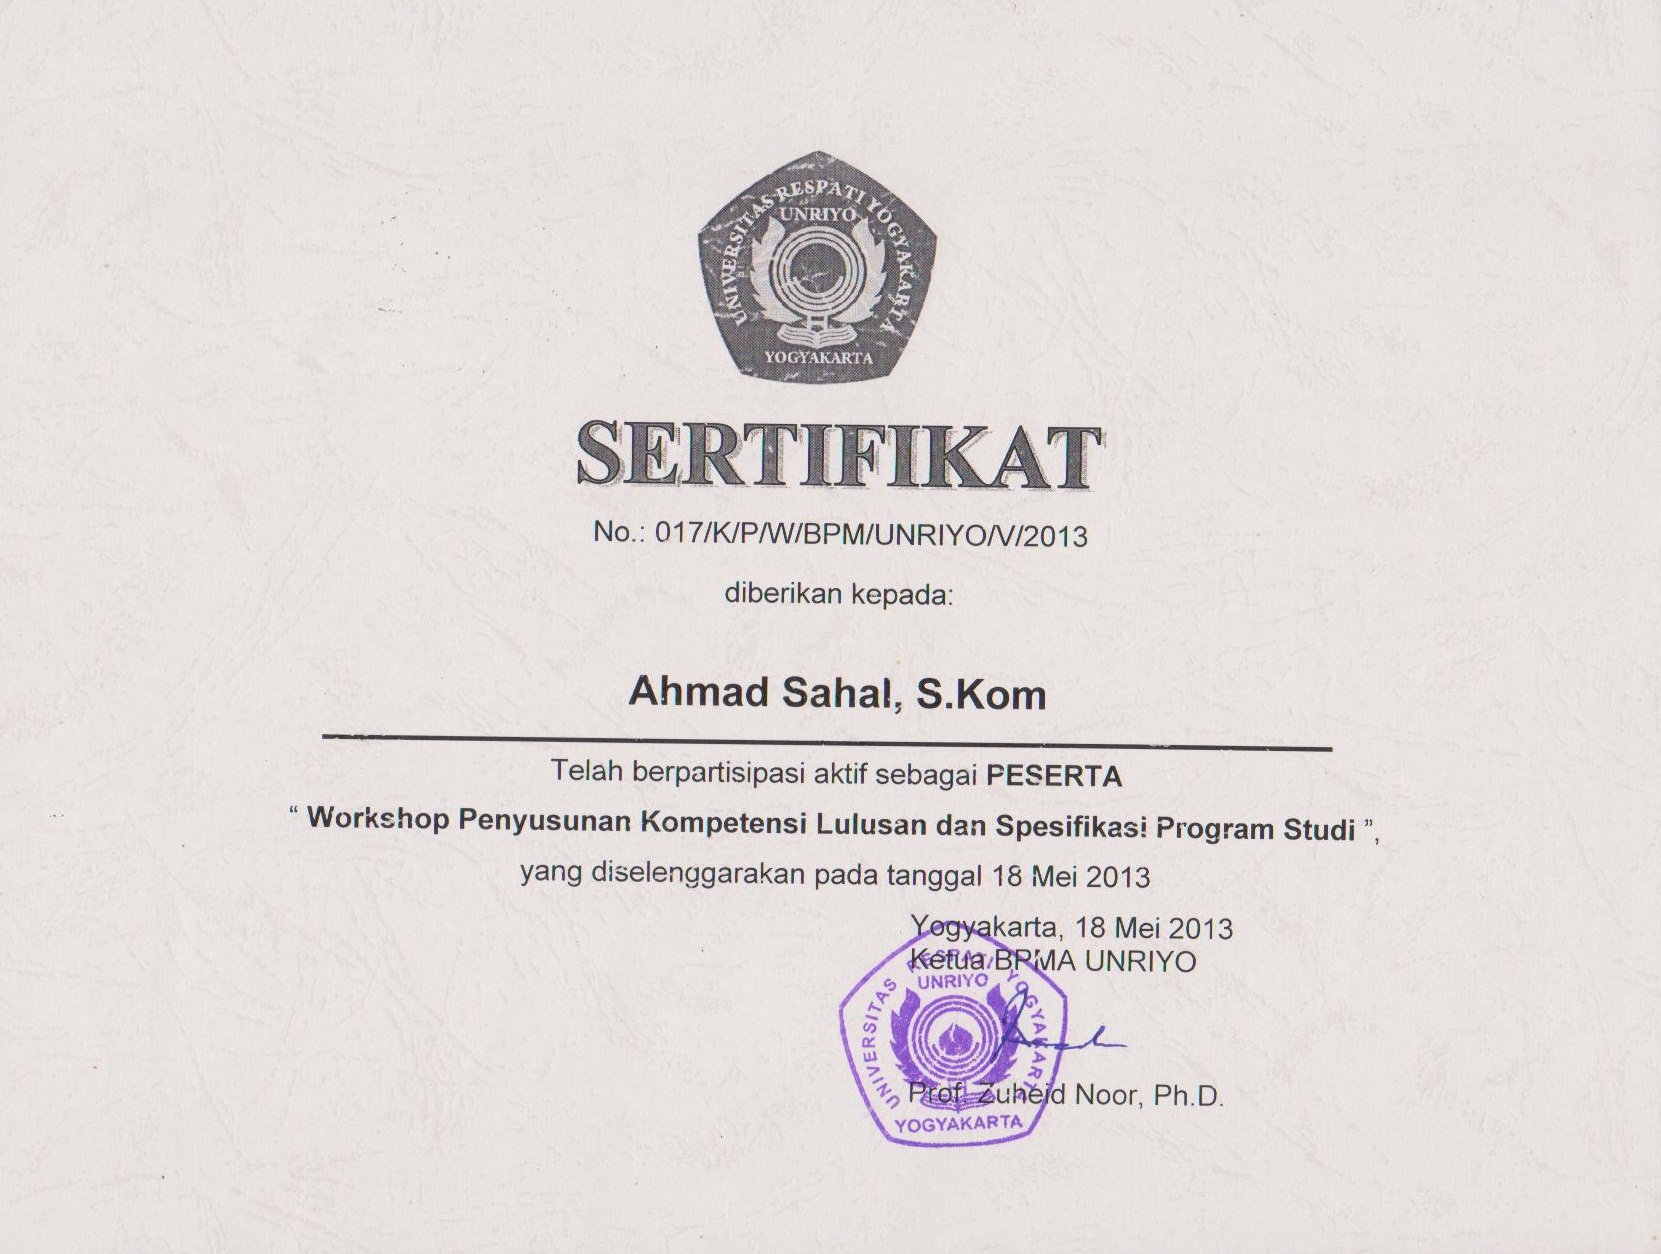 UNIVERSITAS RESPATI YOGYAKARTA
UNRIYO
YOGYAKARTA
SERTIFIKAT
No.: 017/K/P/W/BPM/UNRIYO/V/2013
diberikan kepada:
Ahmad Sahal, S.Kom
Telah berpartisipasi aktif sebagai PESERTA
“ Workshop Penyusunan Kompetensi Lulusan dan Spesifikasi Program Studi ”,
yang diselenggarakan pada tanggal 18 Mei 2013
Yogyakarta, 18 Mei 2013
Ketua BPMA UNRIYO
UNIVERSITAS RESPATI YOGYAKARTA
UNRIYO
Prof. Zuheid Noor, Ph.D.
YOGYAKARTA